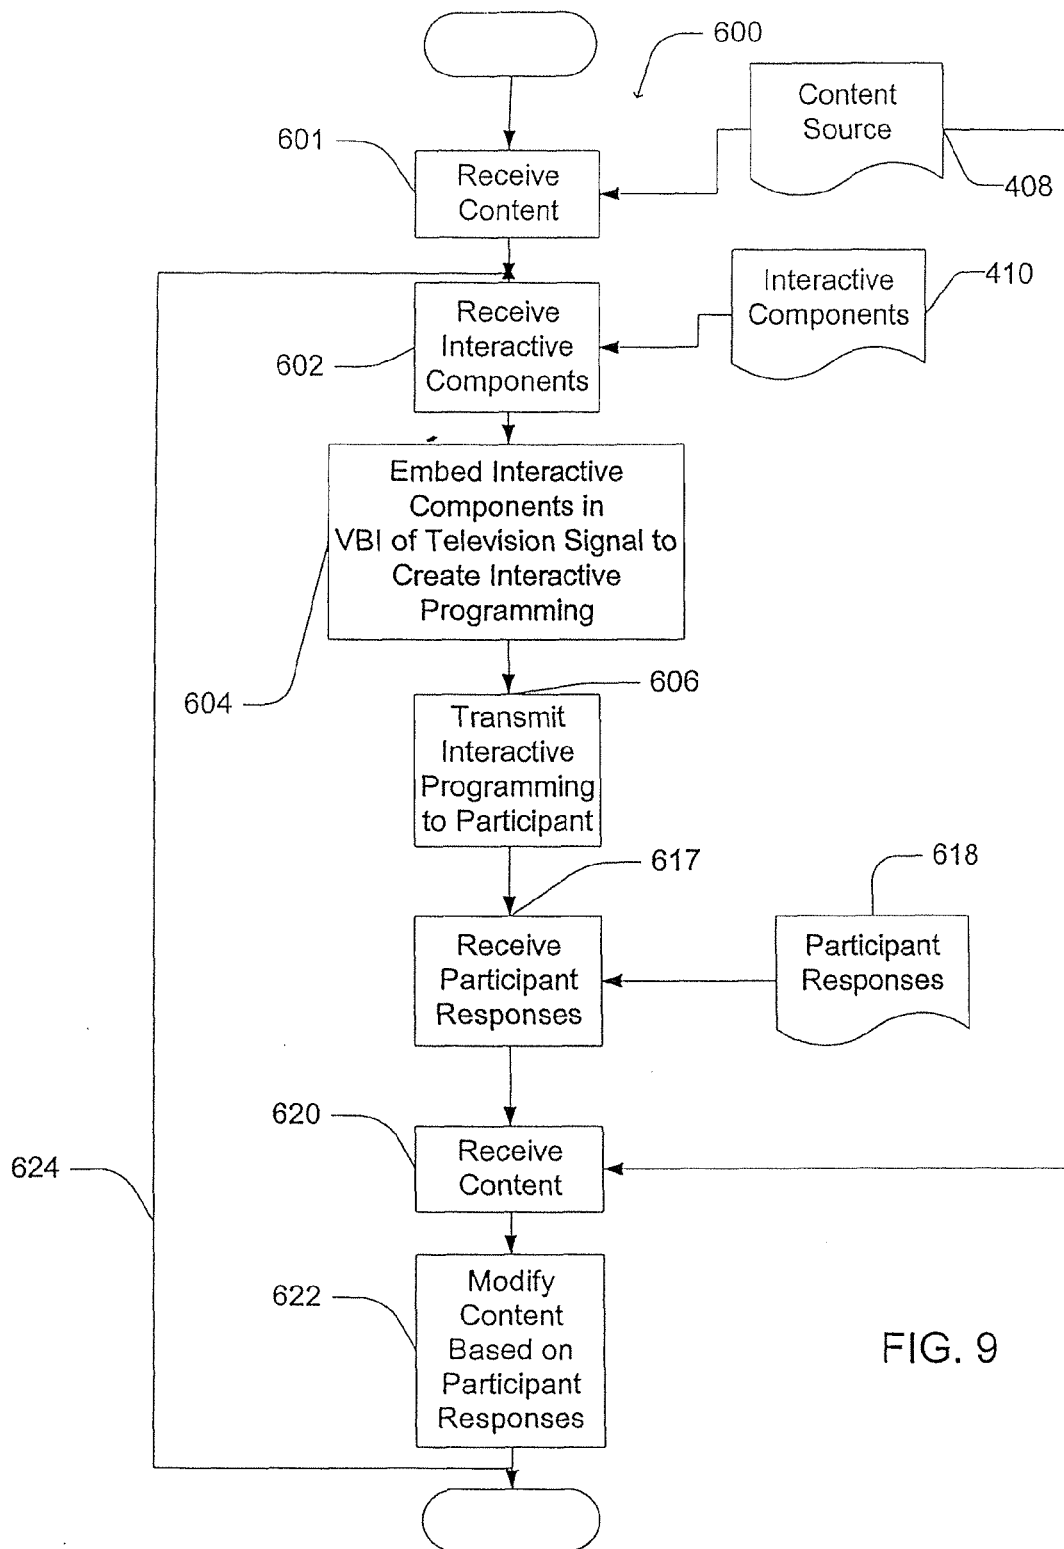 600
Content
Source
601
Receive
Content
408
Interactive
Components
410
Receive
Interactive
Components
602
Embed Interactive
Components in
VBI of Television Signal to
Create Interactive
Programming
604
606
Transmit
Interactive
Programming
to Participant
617
618
Receive
Participant
Responses
Participant
Responses
620
Receive
Content
624
622
Modify
Content
Based on
Participant
Responses
FIG. 9